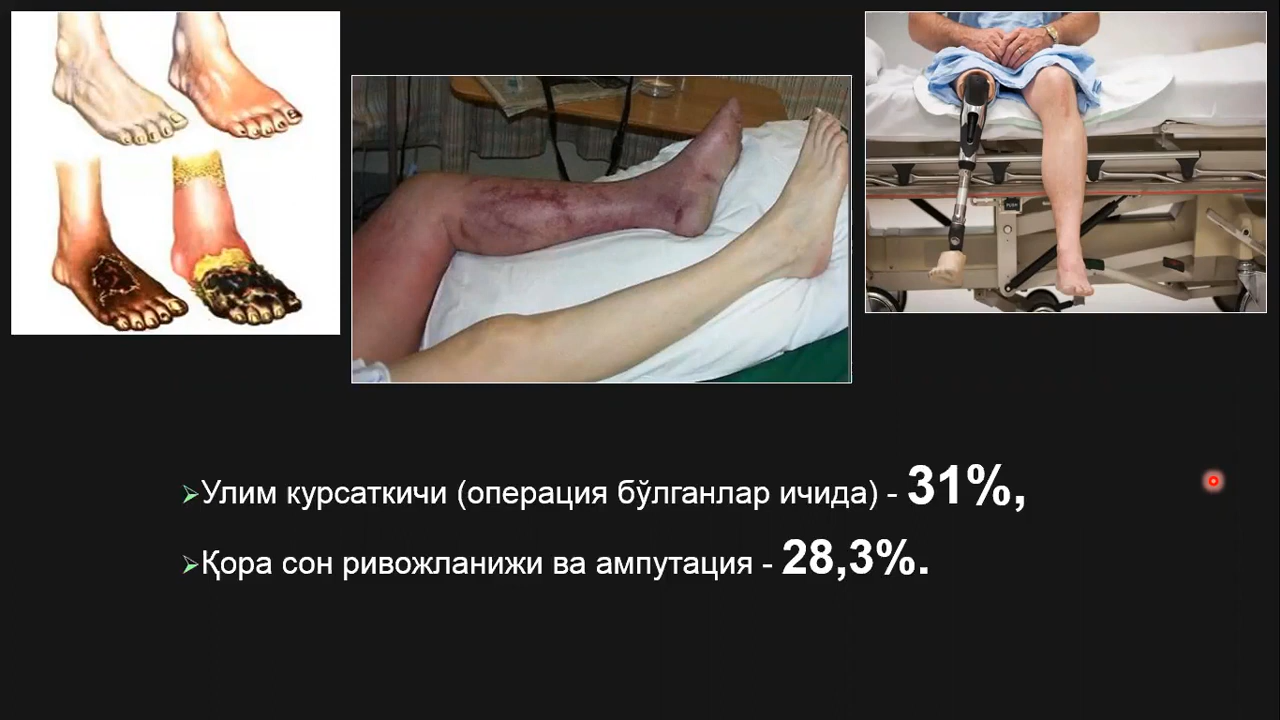 Улим курсаткичи (операция бўлганлар ичида) - 31%,
Қора сон ривожланижи ва ампутация - 28,3%.